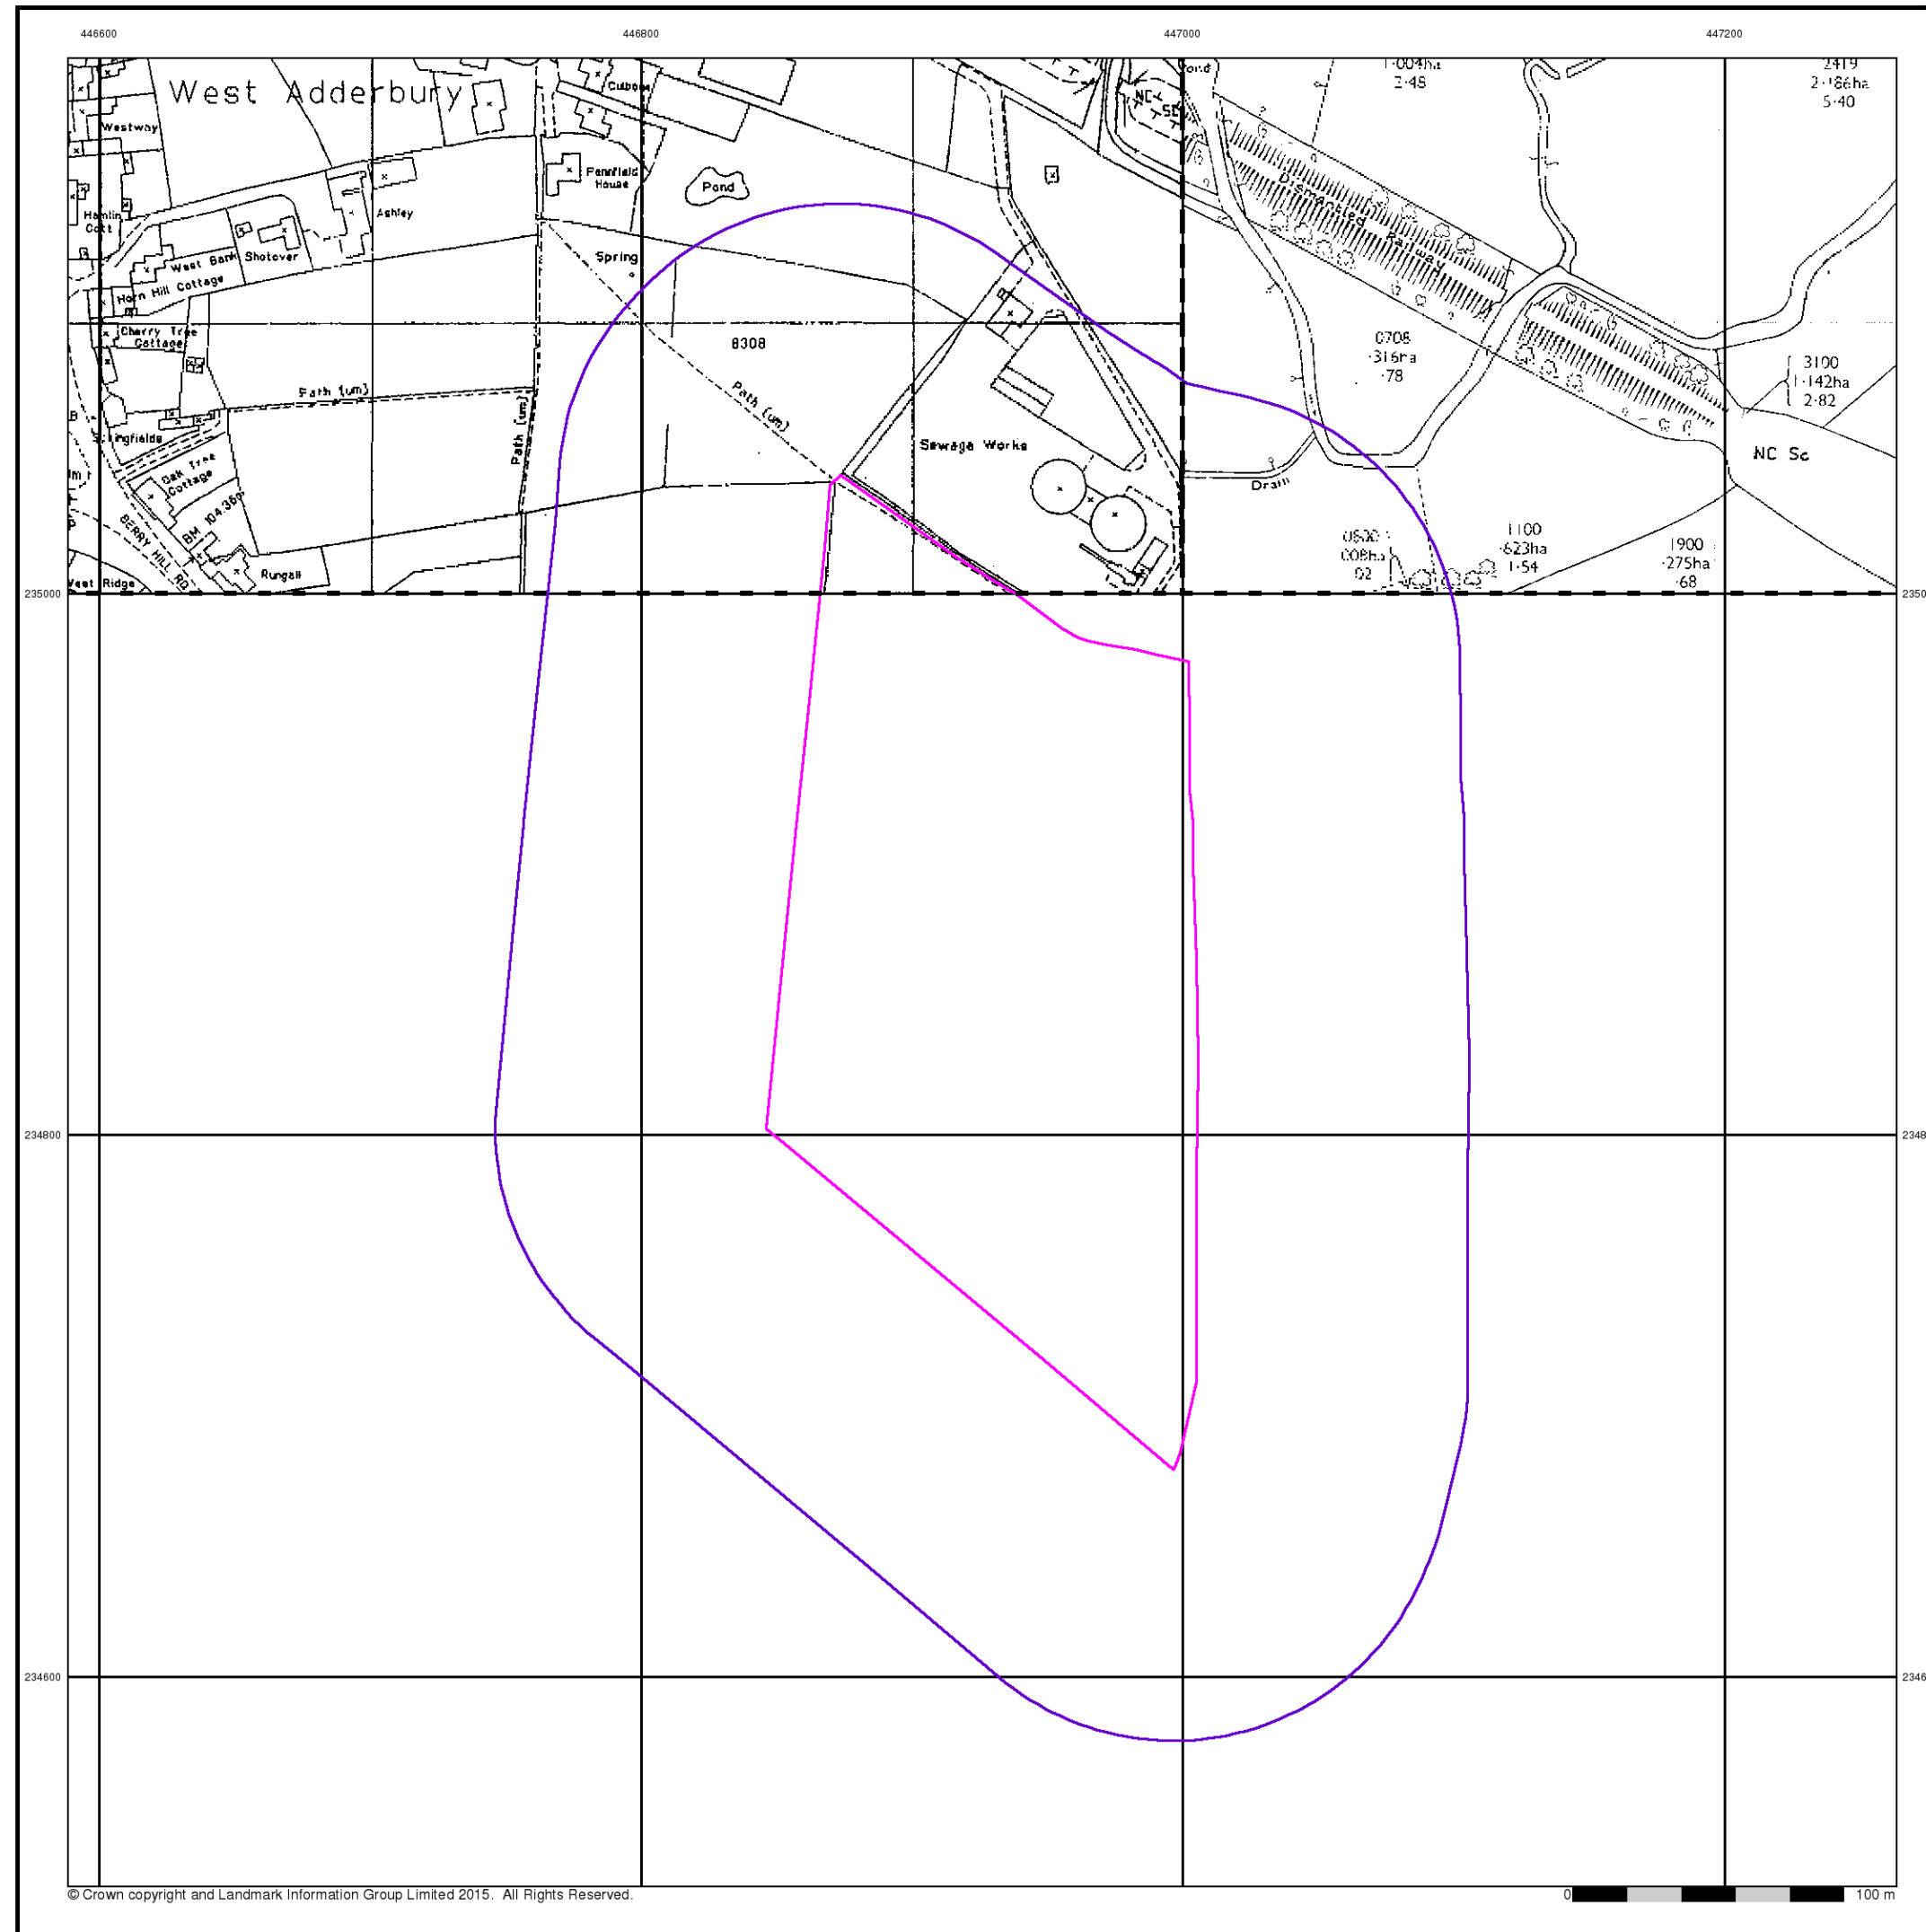 446600
446800
447000
447200
West Adderbury
Westway
Hamlin
Cott
West Bank
Shotover
Horn Hill Cottage
Cherry Tree
Cottage
Ashley
Pennfield
House
Pond
Spring
8308
Path (um)
Path (um)
Path (um)
Springfields
Oak Tree
Cottage
BM 104.36m
BERRY HILL RD
Rungall
West Ridge
Sewage Works
Pond
Dismantled Railway
1·004ha
2·48
2419
2·186ha
5·40
0708
·316ha
·78
3100
1·142ha
2·82
NC Sc
Drain
0600
·008ha
·02
1100
·623ha
1·54
1900
·275ha
·68
235000
234800
234600
© Crown copyright and Landmark Information Group Limited 2015. All Rights Reserved.
0
100 m